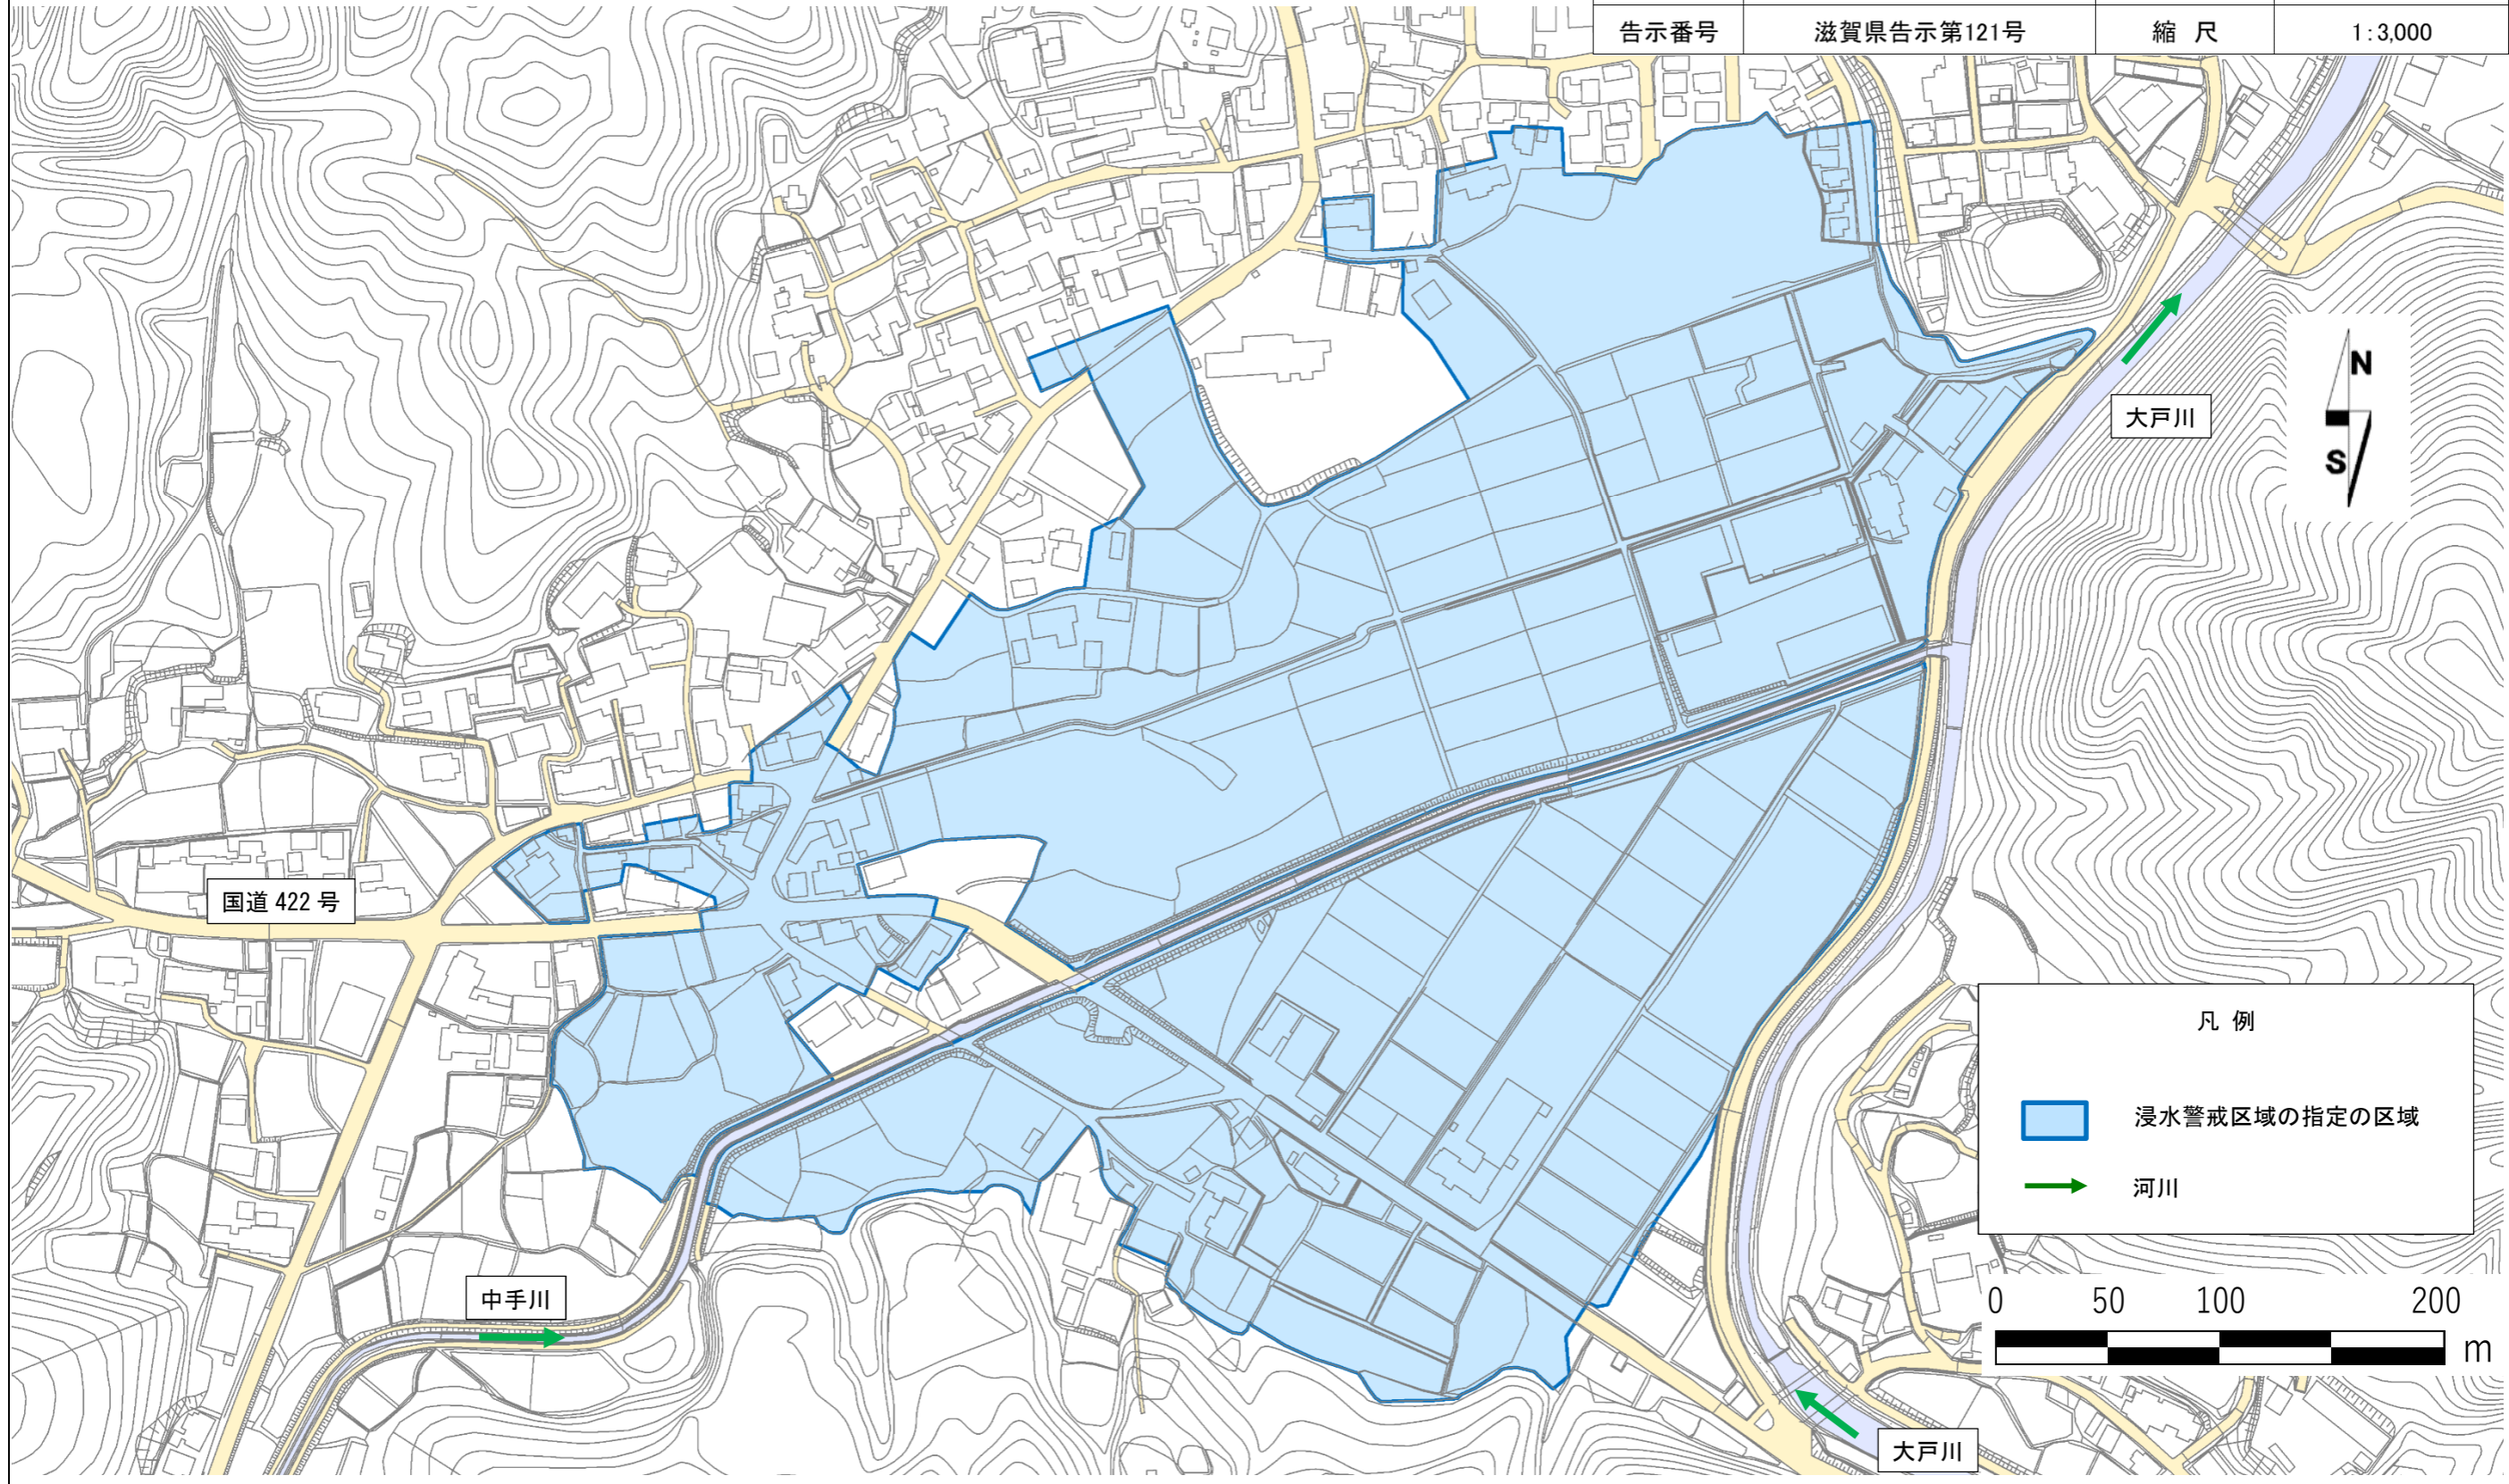 告示番号 滋賀県告示第121号 縮 尺 1:3,000
N
S
大戸川
国道 422 号
凡 例
浸水警戒区域の指定の区域
河川
中手川
0 50 100 200
m
大戸川